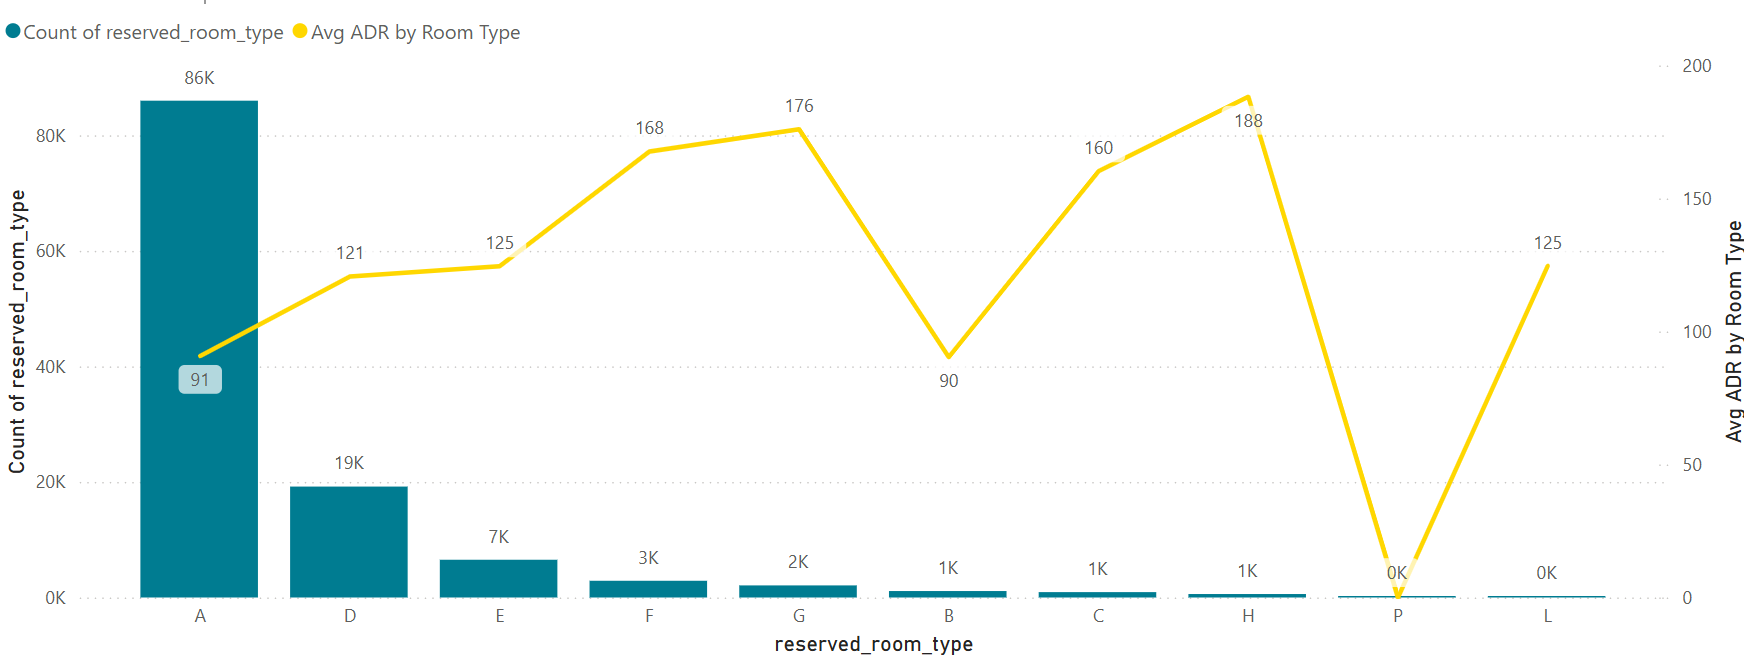 Count of reserved_room_type Avg ADR by Room Type
86K
200
176
168
188
80K
160
150
125
121
125
60K
100
91
90
40K
19K
50
20K
7K
3K
2K
1K
1K
1K
0K
0K
0K
0
A D E F G B C H P L
reserved_room_type
Count of reserved_room_type
Avg ADR by Room Type